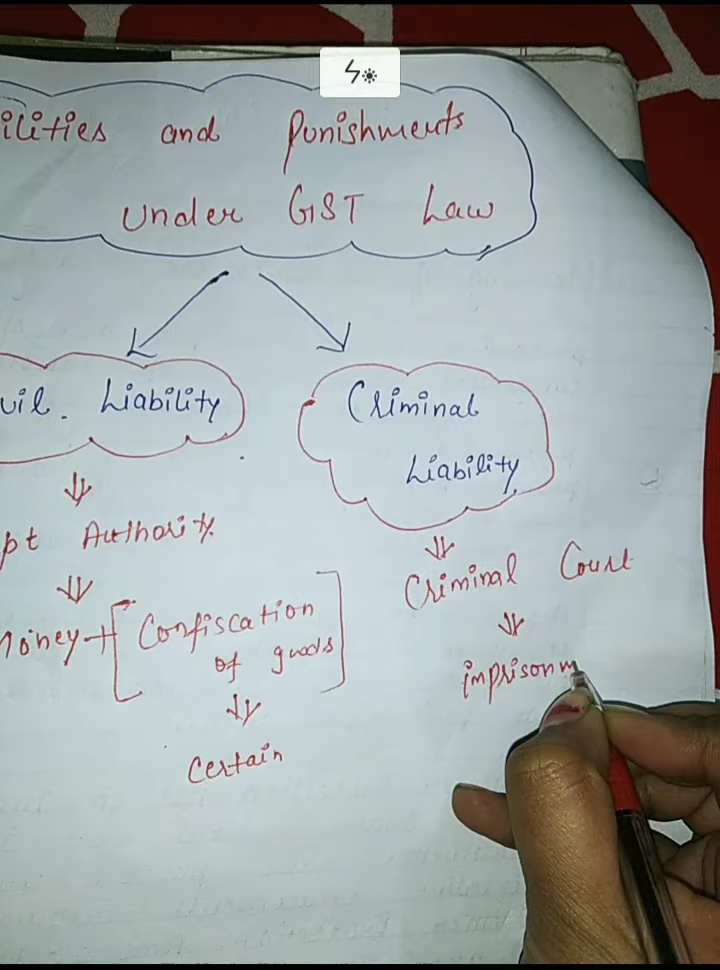 ilities and Punishments
under GST Law
vil. Liability
Criminal
Liability
pt Authority
Criminal Court
Money + [Confiscation
of goods]
imprisonm
Certain